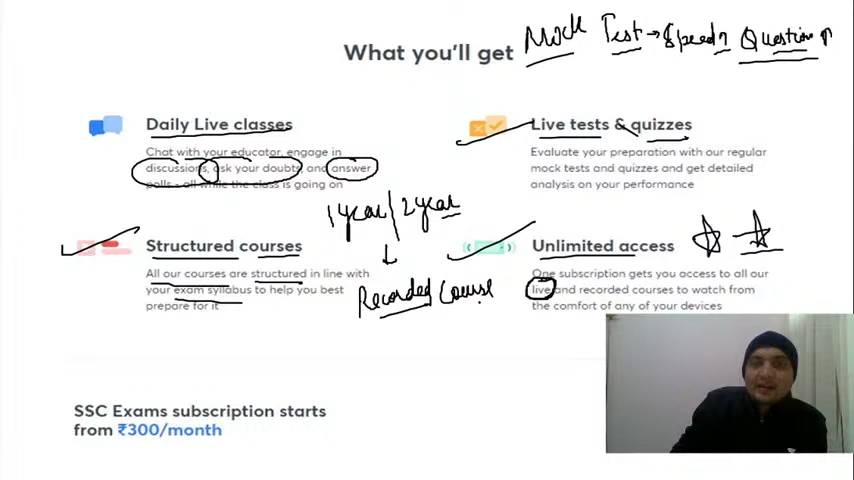 What you'll get
Mock Test → Speed Question
Daily Live classes
Chat with your educator, engage in
discussions, ask your doubts, and answer
polls - all while the class is going on
Live tests & quizzes
Evaluate your preparation with our regular
mock tests and quizzes and get detailed
analysis on your performance
1 year / 2 year
↓
Recorded Course
Structured courses
All our courses are structured in line with
your exam syllabus to help you best
prepare for it
Unlimited access
One subscription gets you access to all our
live and recorded courses to watch from
the comfort of any of your devices
SSC Exams subscription starts
from ₹300/month